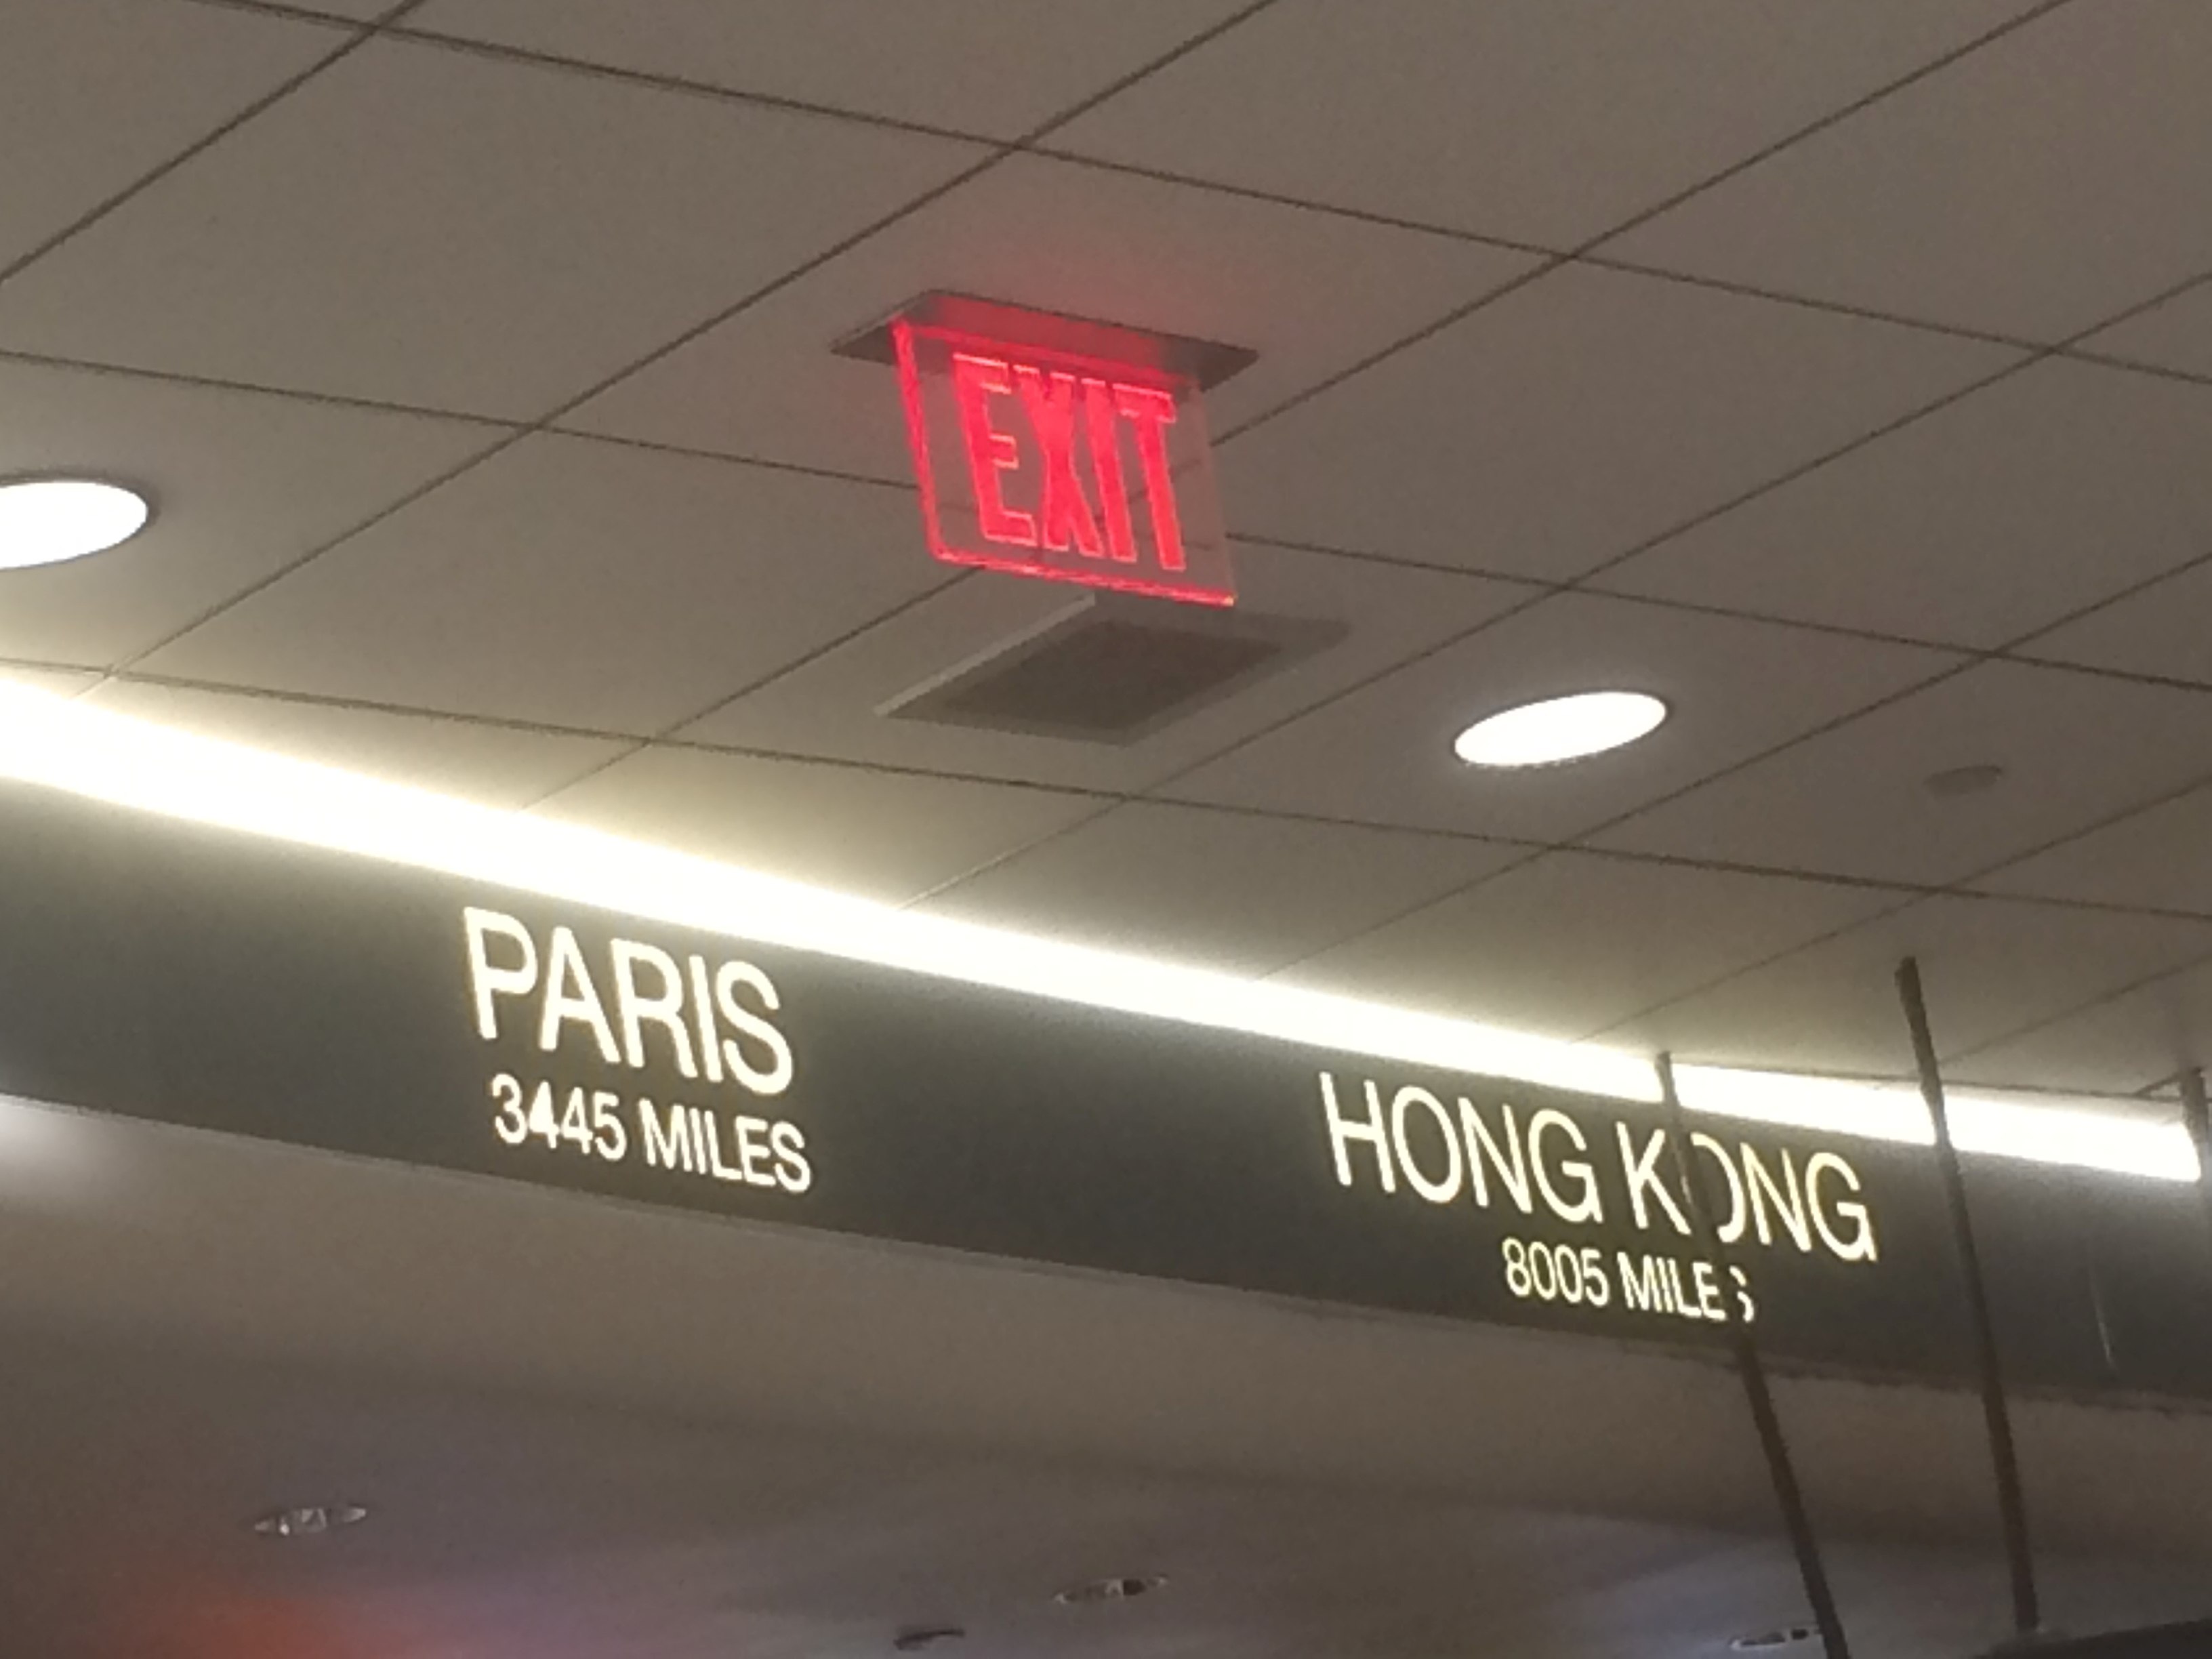 EXIT
PARIS
3445 MILES
HONG KONG
8005 MILES